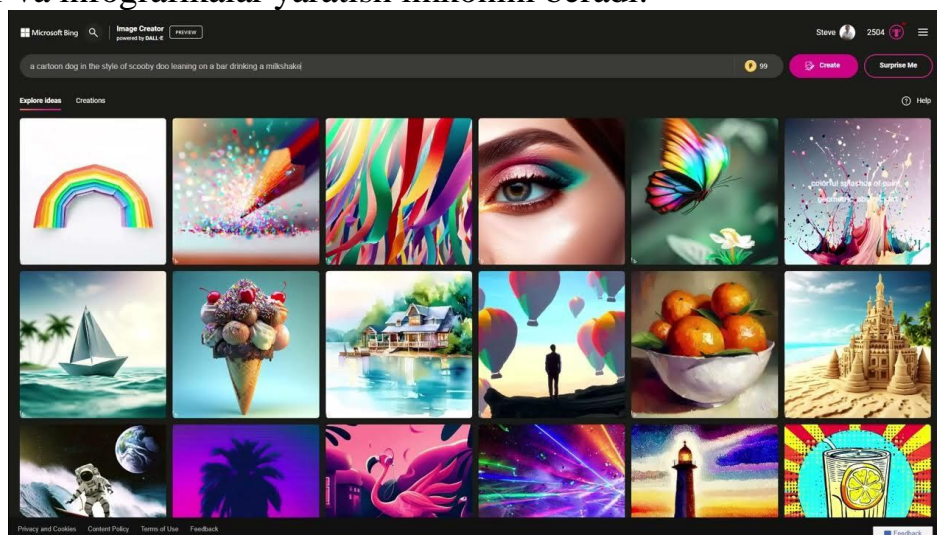 va infografikalar yaratish imkonini beradi.
Microsoft Bing Image Creator PREVIEW Steve 2504
powered by DALL·E
a cartoon dog in the style of scooby doo leaning on a bar drinking a milkshake 99 Create Surprise Me
Explore ideas Creations Help
colorful splashes of paint,
Privacy and Cookies Content Policy Terms of Use Feedback
Feedback